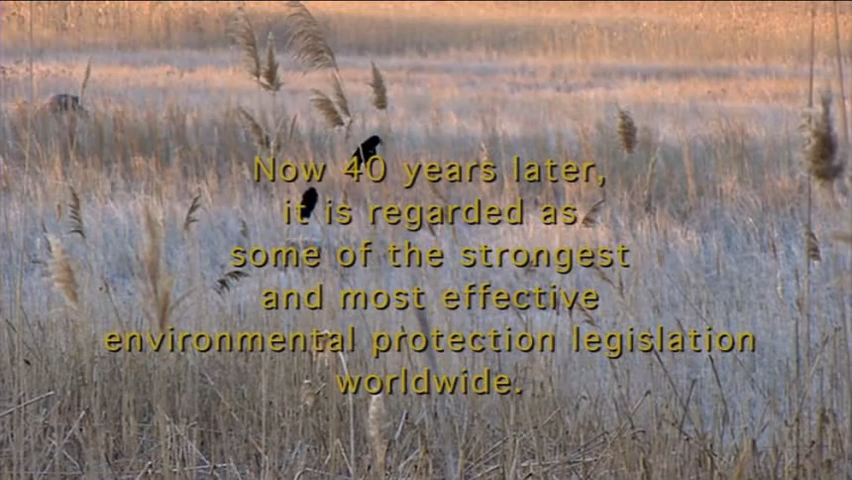 Now 40 years later,
it is regarded as
some of the strongest
and most effective
environmental protection legislation
worldwide.